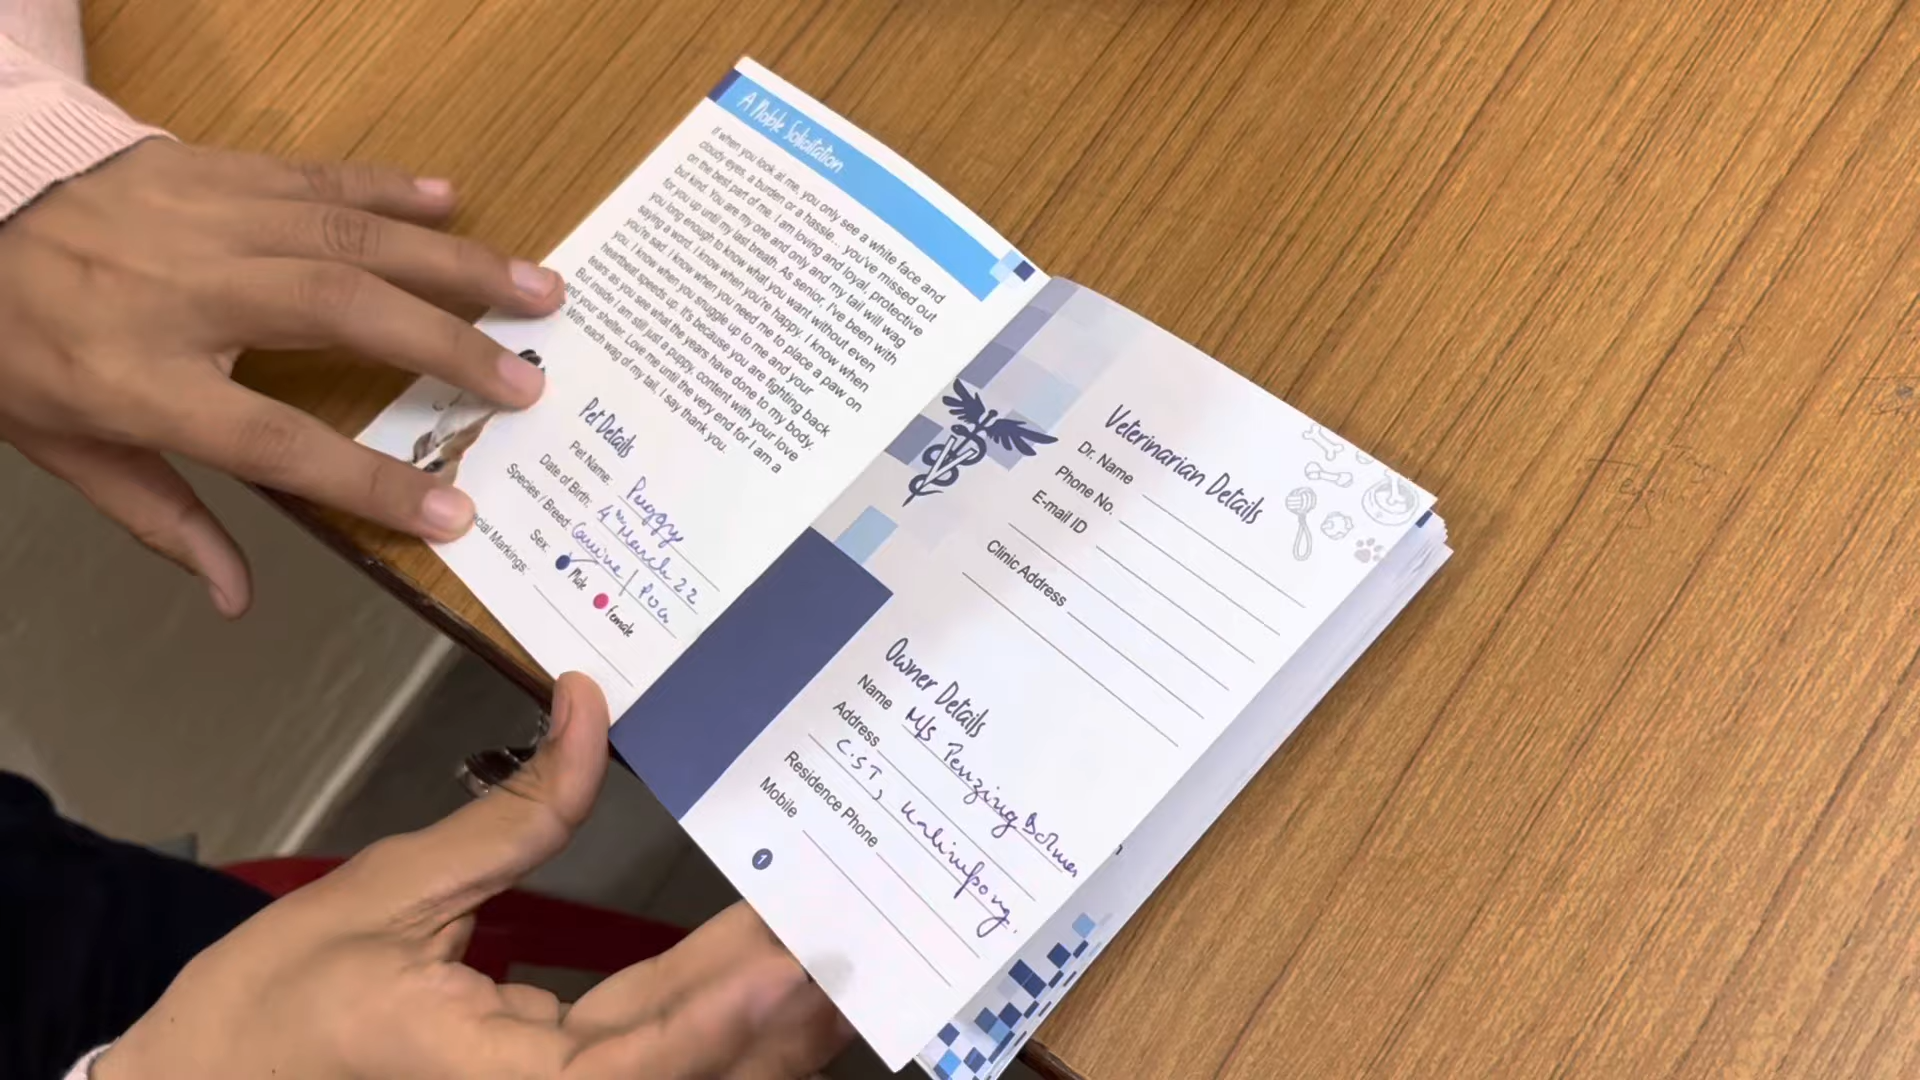 A Noble Solicitation
If when you look at me, you only see a white face and
cloudy eyes, a burden or a hassle... you've missed out
on the best part of me. I am loving and loyal, protective
but kind. You are my one and only and my tail will wag
for you up until my last breath. As senior, I've been with
you long enough to know what you want without even
saying a word. I know when you're happy. I know when
you're sad. I know when you need me to place a paw on
you. I know when you snuggle up to me and your
heartbeat speeds up. It's because you are fighting back
tears as you see what the years have done to my body.
But inside I am still just a puppy, content with your love
and your shelter. Love me until the very end for I am a
With each wag of my tail, I say thank you.
Pet Details
Pet Name: Puggy
Date of Birth: 4th March 22
Species / Breed: Canine / PUG
Sex: Male Female
Markings:
Veterinarian Details
Dr. Name
Phone No.
E-mail ID
Clinic Address
Owner Details
Name M/s Tenzing
Address
C.ST, Kalimpong.
Residence Phone
Mobile
1